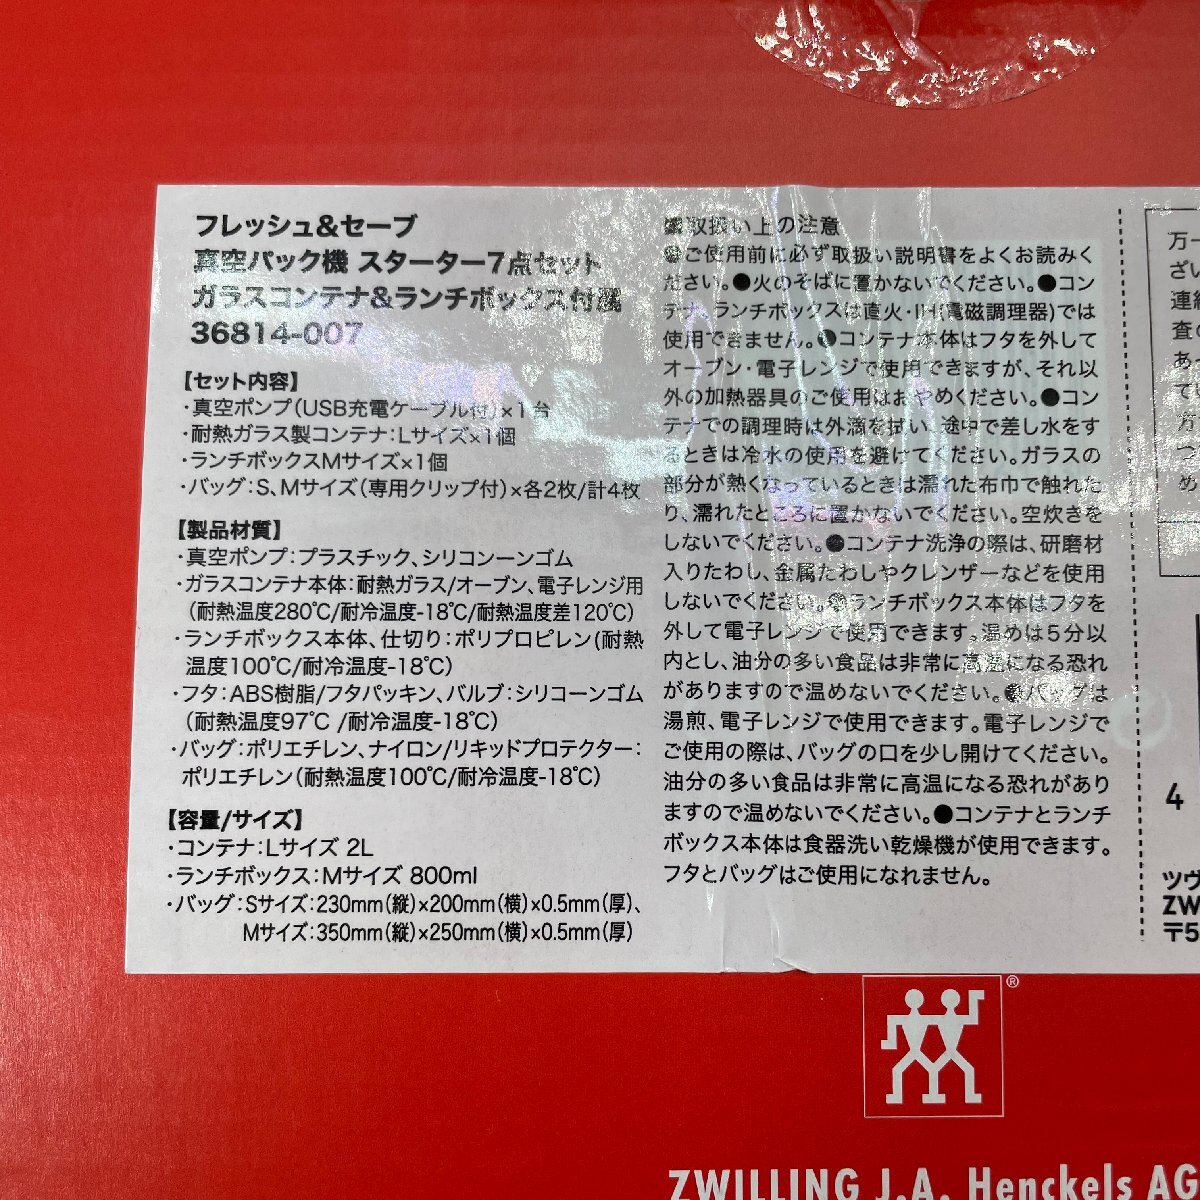 フレッシュ&セーブ
真空パック機 スターター7点セット
ガラスコンテナ&ランチボックス付属
36814-007
【セット内容】
・真空ポンプ(USB充電ケーブル付)×1台
・耐熱ガラス製コンテナ:Lサイズ×1個
・ランチボックスMサイズ×1個
・バッグ:S、Mサイズ(専用クリップ付)×各2枚/計4枚
【製品材質】
・真空ポンプ:プラスチック、シリコンーンゴム
・ガラスコンテナ本体:耐熱ガラス/オーブン、電子レンジ用
(耐熱温度280℃/耐冷温度-18℃/耐熱温度差120℃)
・ランチボックス本体、仕切り:ポリプロピレン(耐熱
温度100℃/耐冷温度-18℃)
・フタ:ABS樹脂/フタパッキン、バルブ:シリコーンゴム
(耐熱温度97℃ /耐冷温度-18℃)
・バッグ:ポリエチレン、ナイロン/リキッドプロテクター:
ポリエチレン(耐熱温度100℃/耐冷温度-18℃)
【容量/サイズ】
・コンテナ:Lサイズ 2L
・ランチボックス:Mサイズ 800ml
・バッグ:Sサイズ:230mm(縦)×200mm(横)×0.5mm(厚)、
Mサイズ:350mm(縦)×250mm(横)×0.5mm(厚)
取扱い上の注意
●ご使用前に必ず取扱い説明書をよくお読みく
ださい。●火のそばに置かないでください。●コン
テナ、ランチボックスは直火・IH(電磁調理器)では
使用できません。●コンテナ本体はフタを外して
オーブン・電子レンジで使用できますが、それ以
外の加熱器具のご使用はおやめください。●コン
テナでの調理時は外滴を拭い、途中で差し水をす
るときは冷水の使用を避けてください。ガラスの
部分が熱くなっているときは濡れた布巾で触れた
り、濡れたところに置かないでください。空炊きを
しないでください。●コンテナ洗浄の際は、研磨材
入りたわし、金属たわしやクレンザーなどを使用
しないでください。●ランチボックス本体はフタを
外して電子レンジで使用できます。温めは5分以
内とし、油分の多い食品は非常に高温になる恐れ
がありますので温めないでください。●バッグは
湯煎、電子レンジで使用できます。電子レンジで
ご使用の際は、バッグの口を少し開けてください。
油分の多い食品は非常に高温になる恐れがあり
ますので温めないでください。●コンテナとランチ
ボックス本体は食器洗い乾燥機が使用できます。
フタとバッグはご使用になれません。
万一
ざい
連絡
査の
あっ
て
万
つ
め
4
ツヴ
ZW
〒5
®
ZWILLING J.A. Henckels AG